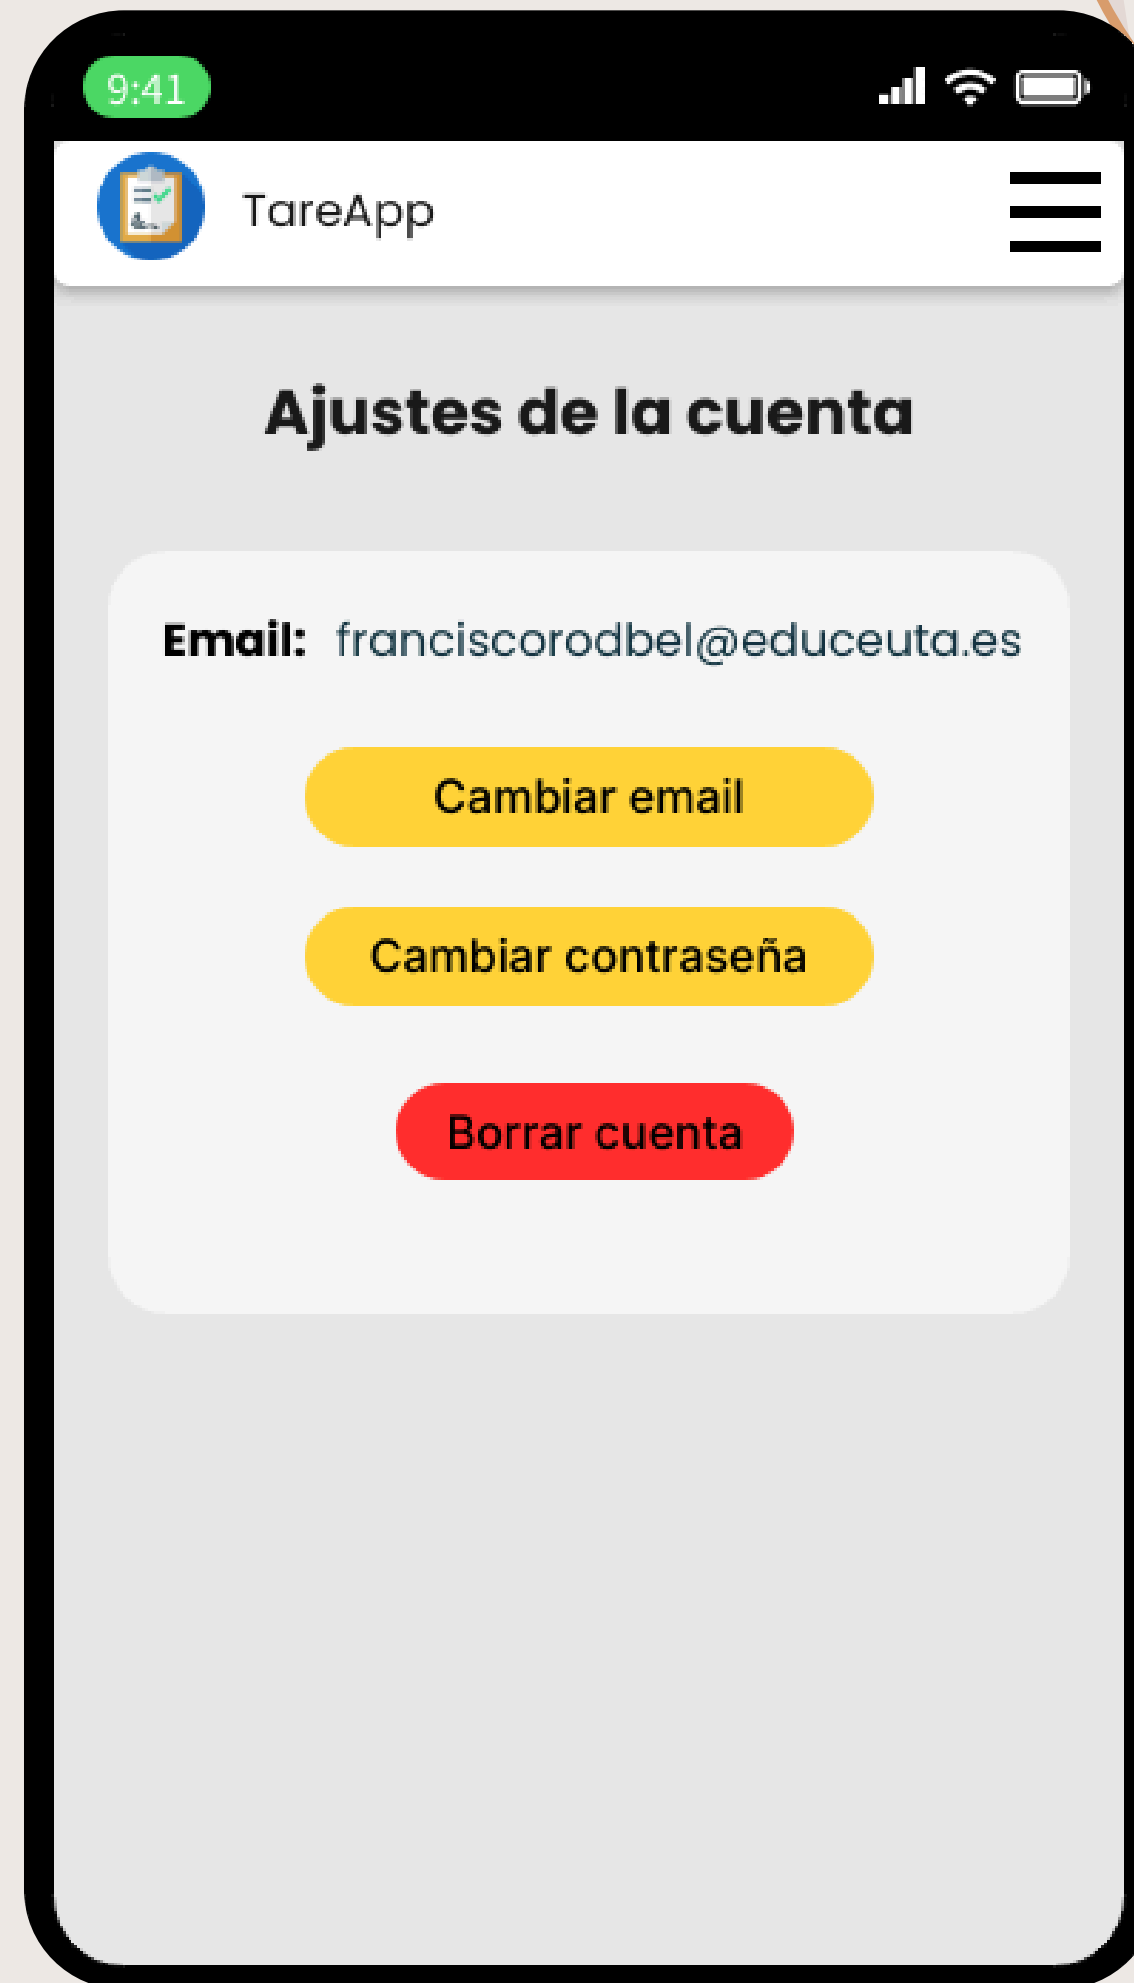 9:41
TareApp
Ajustes de la cuenta
Email: franciscorodbel@educeuta.es
Cambiar email
Cambiar contraseña
Borrar cuenta